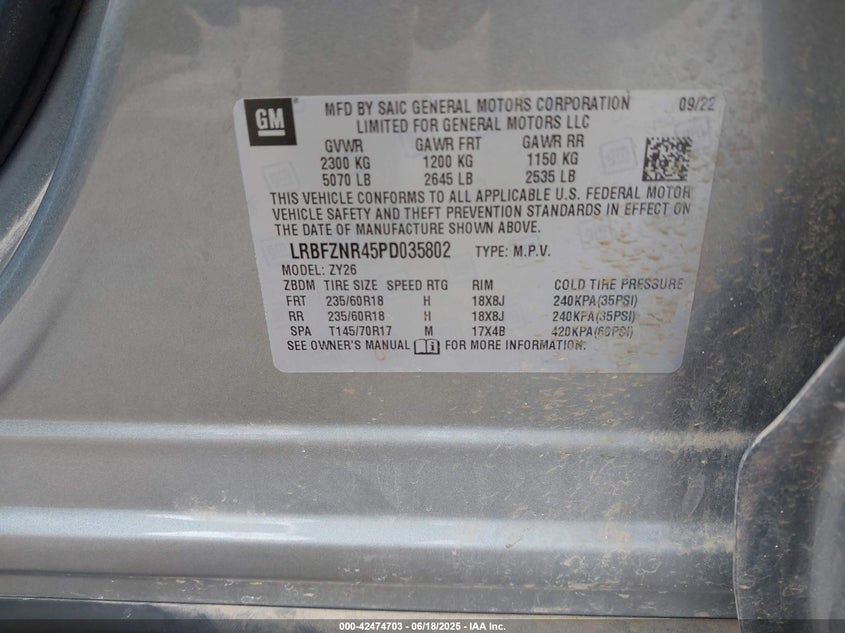 GM
MFD BY SAIC GENERAL MOTORS CORPORATION 09/22
LIMITED FOR GENERAL MOTORS LLC
GVWR GAWR FRT GAWR RR
2300 KG 1200 KG 1150 KG
5070 LB 2645 LB 2535 LB
THIS VEHICLE CONFORMS TO ALL APPLICABLE U.S. FEDERAL MOTOR
VEHICLE SAFETY AND THEFT PREVENTION STANDARDS IN EFFECT ON
THE DATE OF MANUFACTURE SHOWN ABOVE.
LRBFZNR45PD035802 TYPE: M.P.V.
MODEL: ZY26
ZBDM TIRE SIZE SPEED RTG RIM COLD TIRE PRESSURE
FRT 235/60R18 H 18X8J 240KPA(35PSI)
RR 235/60R18 H 18X8J 240KPA(35PSI)
SPA T145/70R17 M 17X4B 420KPA(60PSI)
SEE OWNER'S MANUAL FOR MORE INFORMATION.
000-42474703 - 06/18/2025 - IAA Inc.